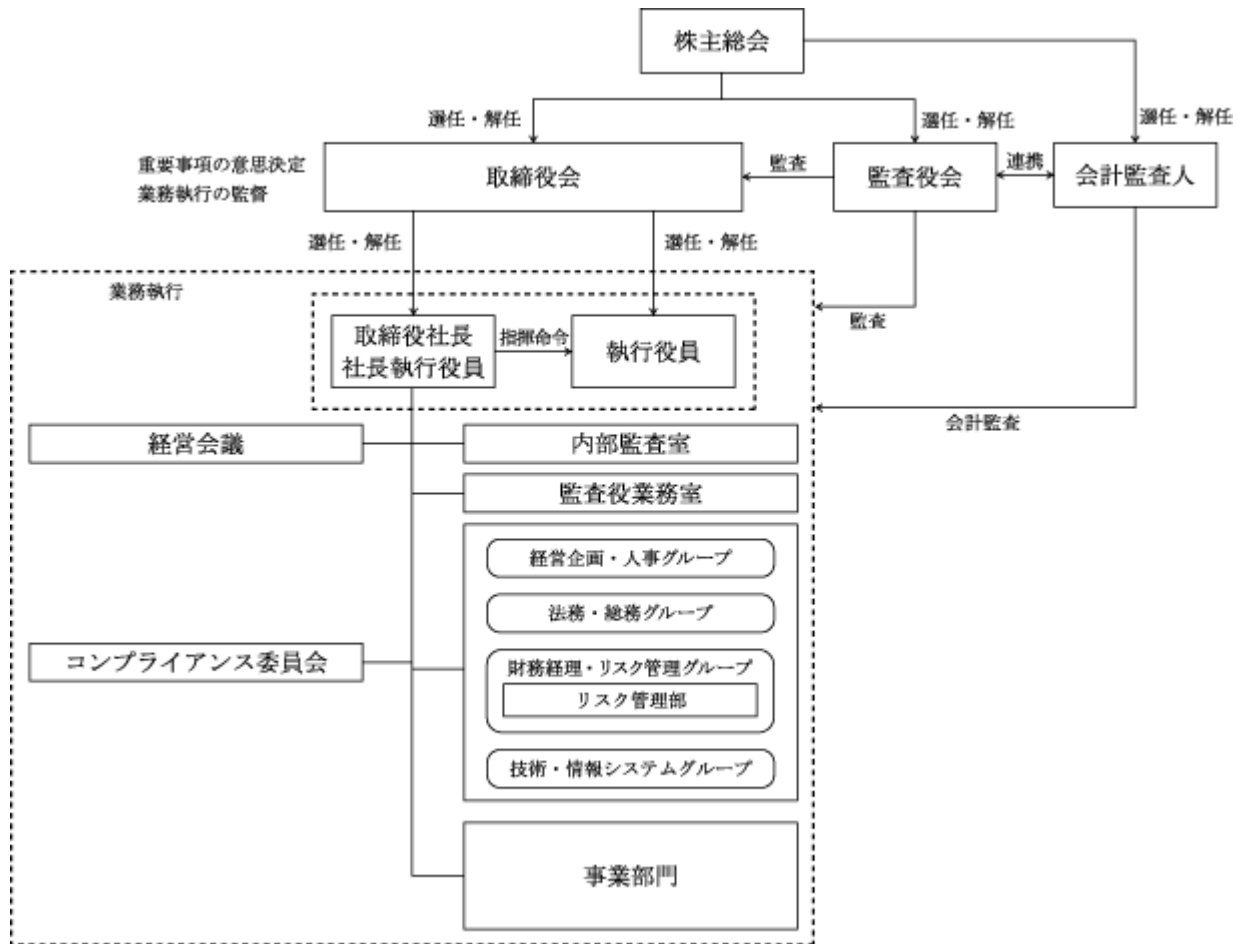 株主総会
選任・解任
選任・解任
選任・解任
重要事項の意思決定
業務執行の監督
取締役会
監査
監査役会
連携
会計監査人
選任・解任
選任・解任
業務執行
監査
取締役社長
社長執行役員
指揮命令
執行役員
会計監査
経営会議
内部監査室
監査役業務室
経営企画・人事グループ
法務・総務グループ
コンプライアンス委員会
財務経理・リスク管理グループ
リスク管理部
技術・情報システムグループ
事業部門